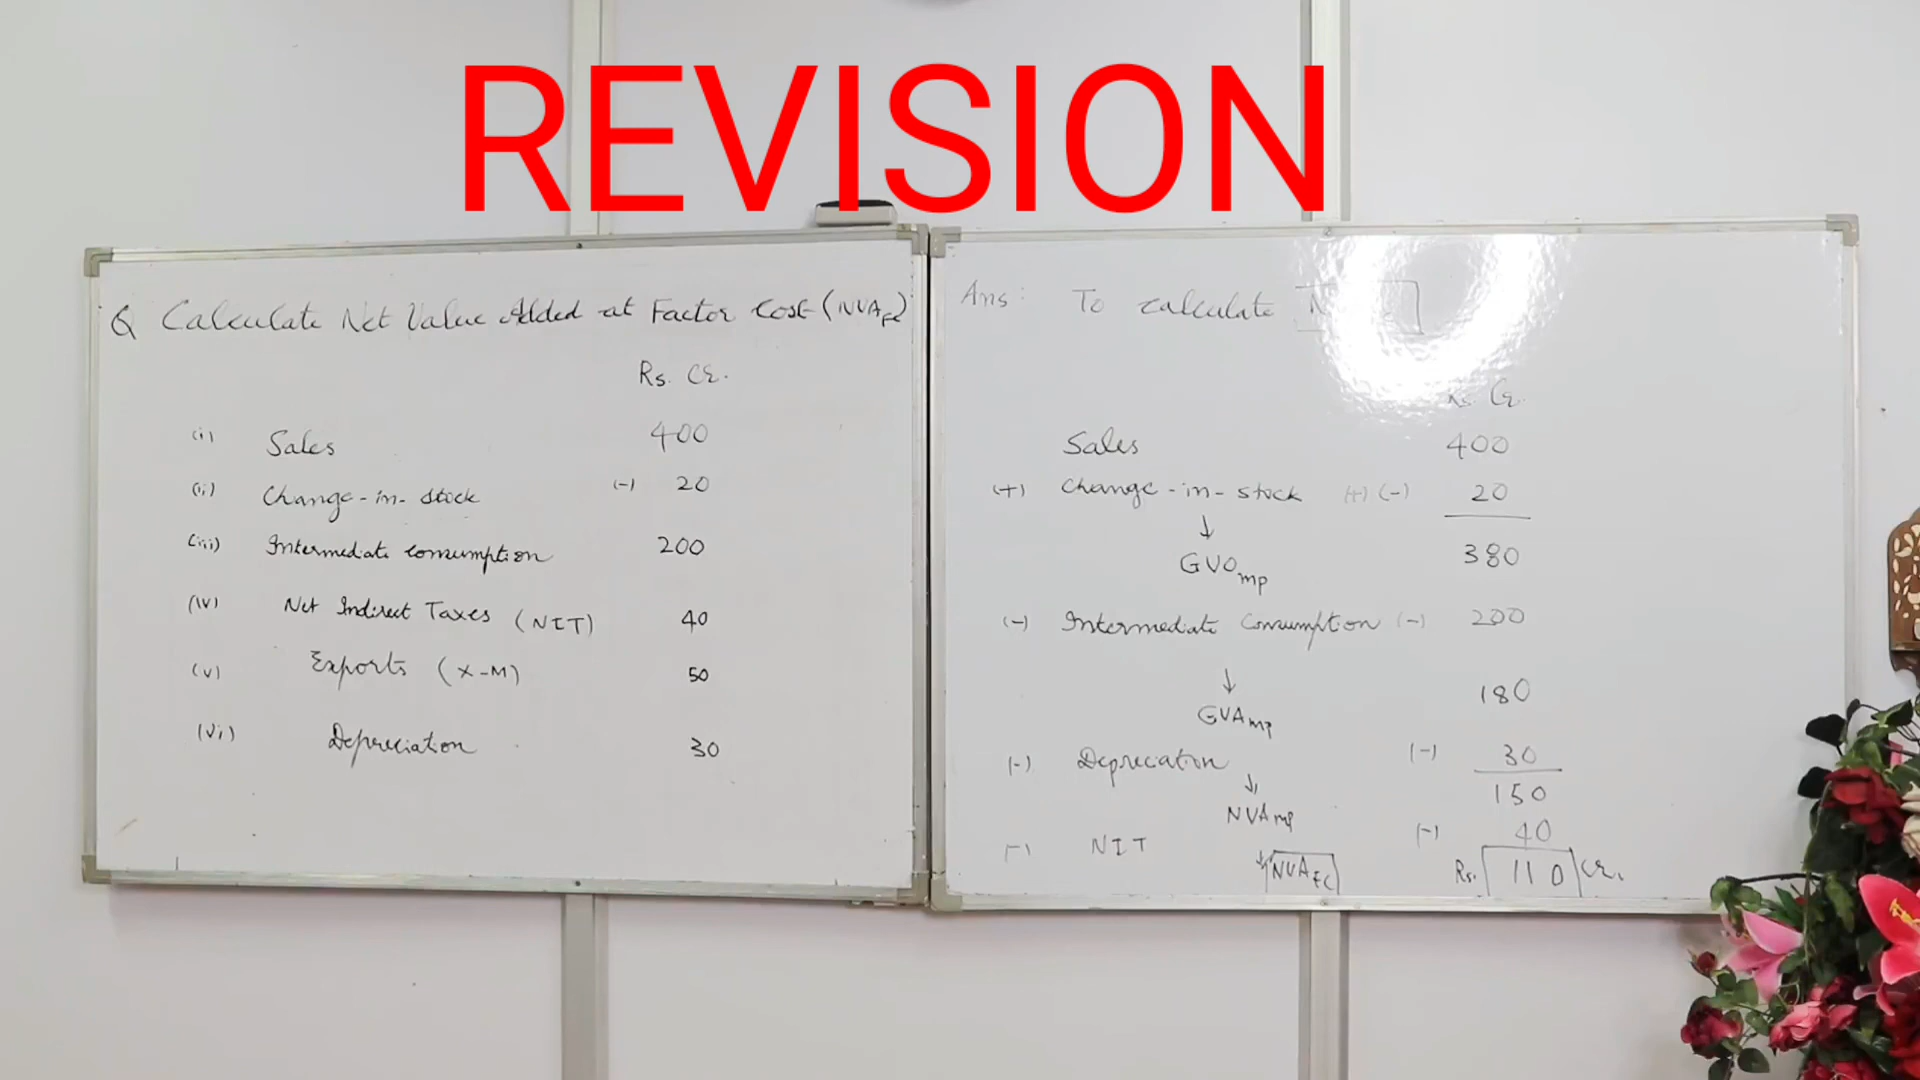 REVISION
Q Calculate Net Value Added at Factor Cost (NVAFC)
Rs. Cr.
(i) Sales 400
(ii) Change-in-stock (-) 20
(iii) Intermediate consumption 200
(iv) Net Indirect Taxes (NIT) 40
(v) Exports (X-M) 50
(vi) Depreciation 30
Ans: To calculate
Rs. Cr.
Sales 400
(+) Change-in-stock (+) (-) 20
↓
GVOmp 380
(-) Intermediate Consumption (-) 200
↓ 180
GVAmp
(-) Depreciation (-) 30
↓ 150
NVAmp
(-) NIT (-) 40
↓ NVAFC Rs. 110 Cr.